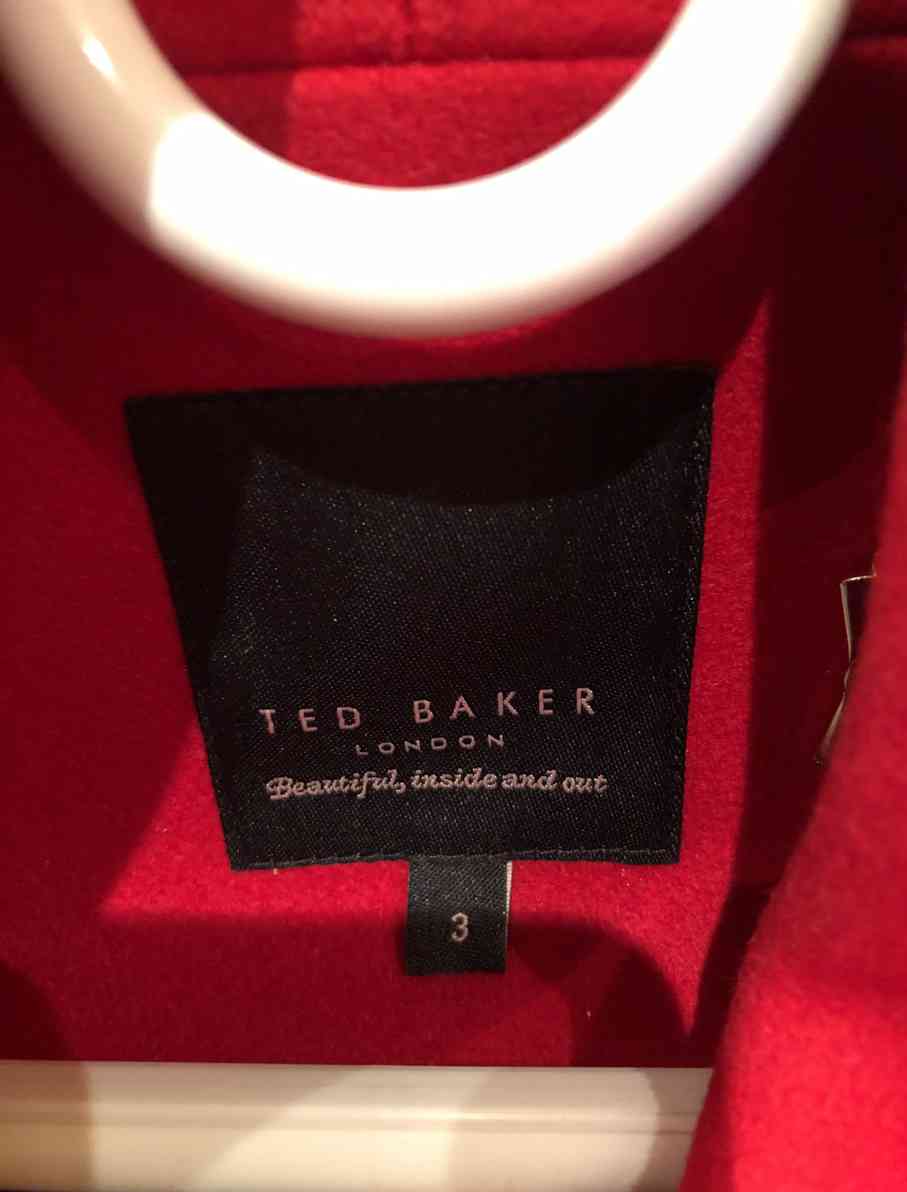 TED BAKER
LONDON
Beautiful, inside and out
3